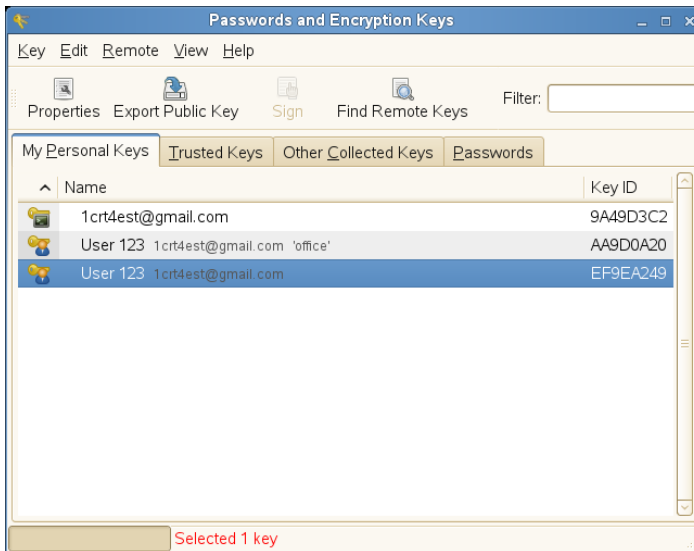 Passwords and Encryption Keys
Key Edit Remote View Help
Properties Export Public Key Sign Find Remote Keys Filter:
My Personal Keys Trusted Keys Other Collected Keys Passwords
Name Key ID
1crt4est@gmail.com 9A49D3C2
User 123 1crt4est@gmail.com 'office' AA9D0A20
User 123 1crt4est@gmail.com EF9EA249
Selected 1 key